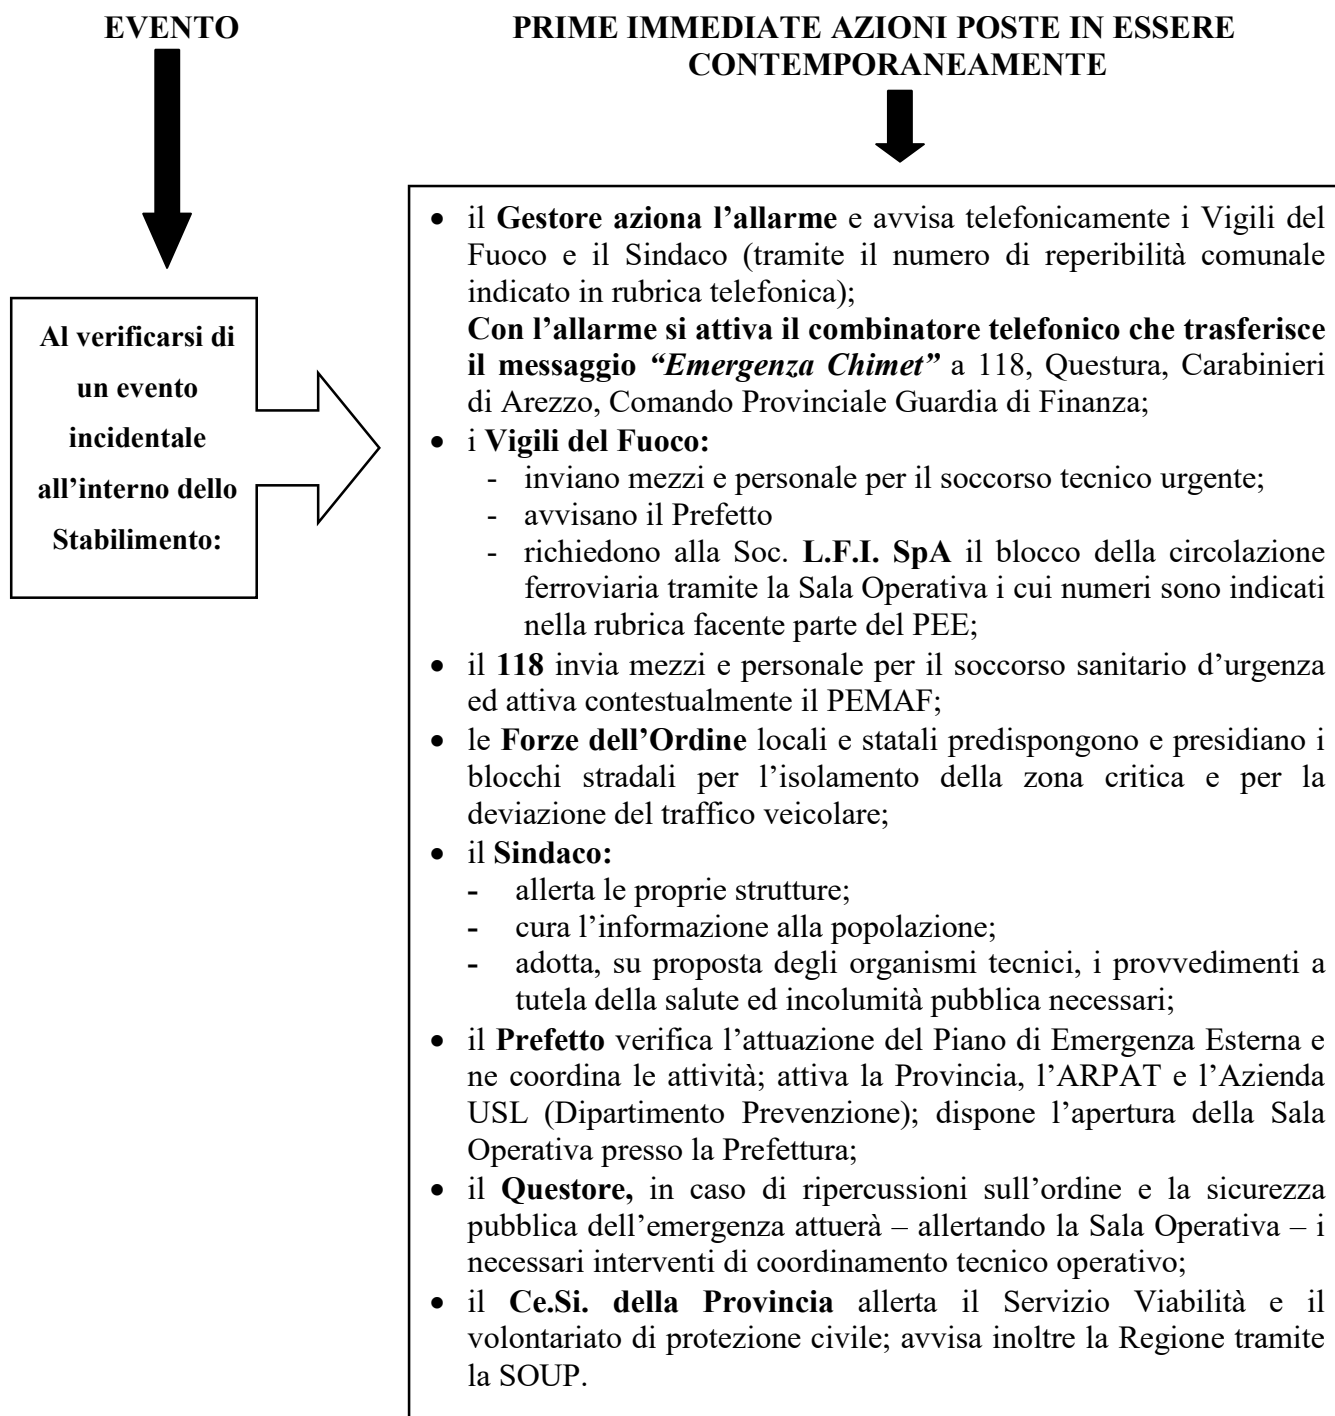 EVENTO
PRIME IMMEDIATE AZIONI POSTE IN ESSERE
CONTEMPORANEAMENTE
Al verificarsi di
un evento
incidentale
all’interno dello
Stabilimento:
• il Gestore aziona l’allarme e avvisa telefonicamente i Vigili del
Fuoco e il Sindaco (tramite il numero di reperibilità comunale
indicato in rubrica telefonica);
Con l’allarme si attiva il combinatore telefonico che trasferisce
il messaggio “Emergenza Chimet” a 118, Questura, Carabinieri
di Arezzo, Comando Provinciale Guardia di Finanza;
• i Vigili del Fuoco:
- inviano mezzi e personale per il soccorso tecnico urgente;
- avvisano il Prefetto
- richiedono alla Soc. L.F.I. SpA il blocco della circolazione
ferroviaria tramite la Sala Operativa i cui numeri sono indicati
nella rubrica facente parte del PEE;
• il 118 invia mezzi e personale per il soccorso sanitario d’urgenza
ed attiva contestualmente il PEMAF;
• le Forze dell’Ordine locali e statali predispongono e presidiano i
blocchi stradali per l’isolamento della zona critica e per la
deviazione del traffico veicolare;
• il Sindaco:
- allerta le proprie strutture;
- cura l’informazione alla popolazione;
- adotta, su proposta degli organismi tecnici, i provvedimenti a
tutela della salute ed incolumità pubblica necessari;
• il Prefetto verifica l’attuazione del Piano di Emergenza Esterna e
ne coordina le attività; attiva la Provincia, l’ARPAT e l’Azienda
USL (Dipartimento Prevenzione); dispone l’apertura della Sala
Operativa presso la Prefettura;
• il Questore, in caso di ripercussioni sull’ordine e la sicurezza
pubblica dell’emergenza attuerà – allertando la Sala Operativa – i
necessari interventi di coordinamento tecnico operativo;
• il Ce.Si. della Provincia allerta il Servizio Viabilità e il
volontariato di protezione civile; avvisa inoltre la Regione tramite
la SOUP.